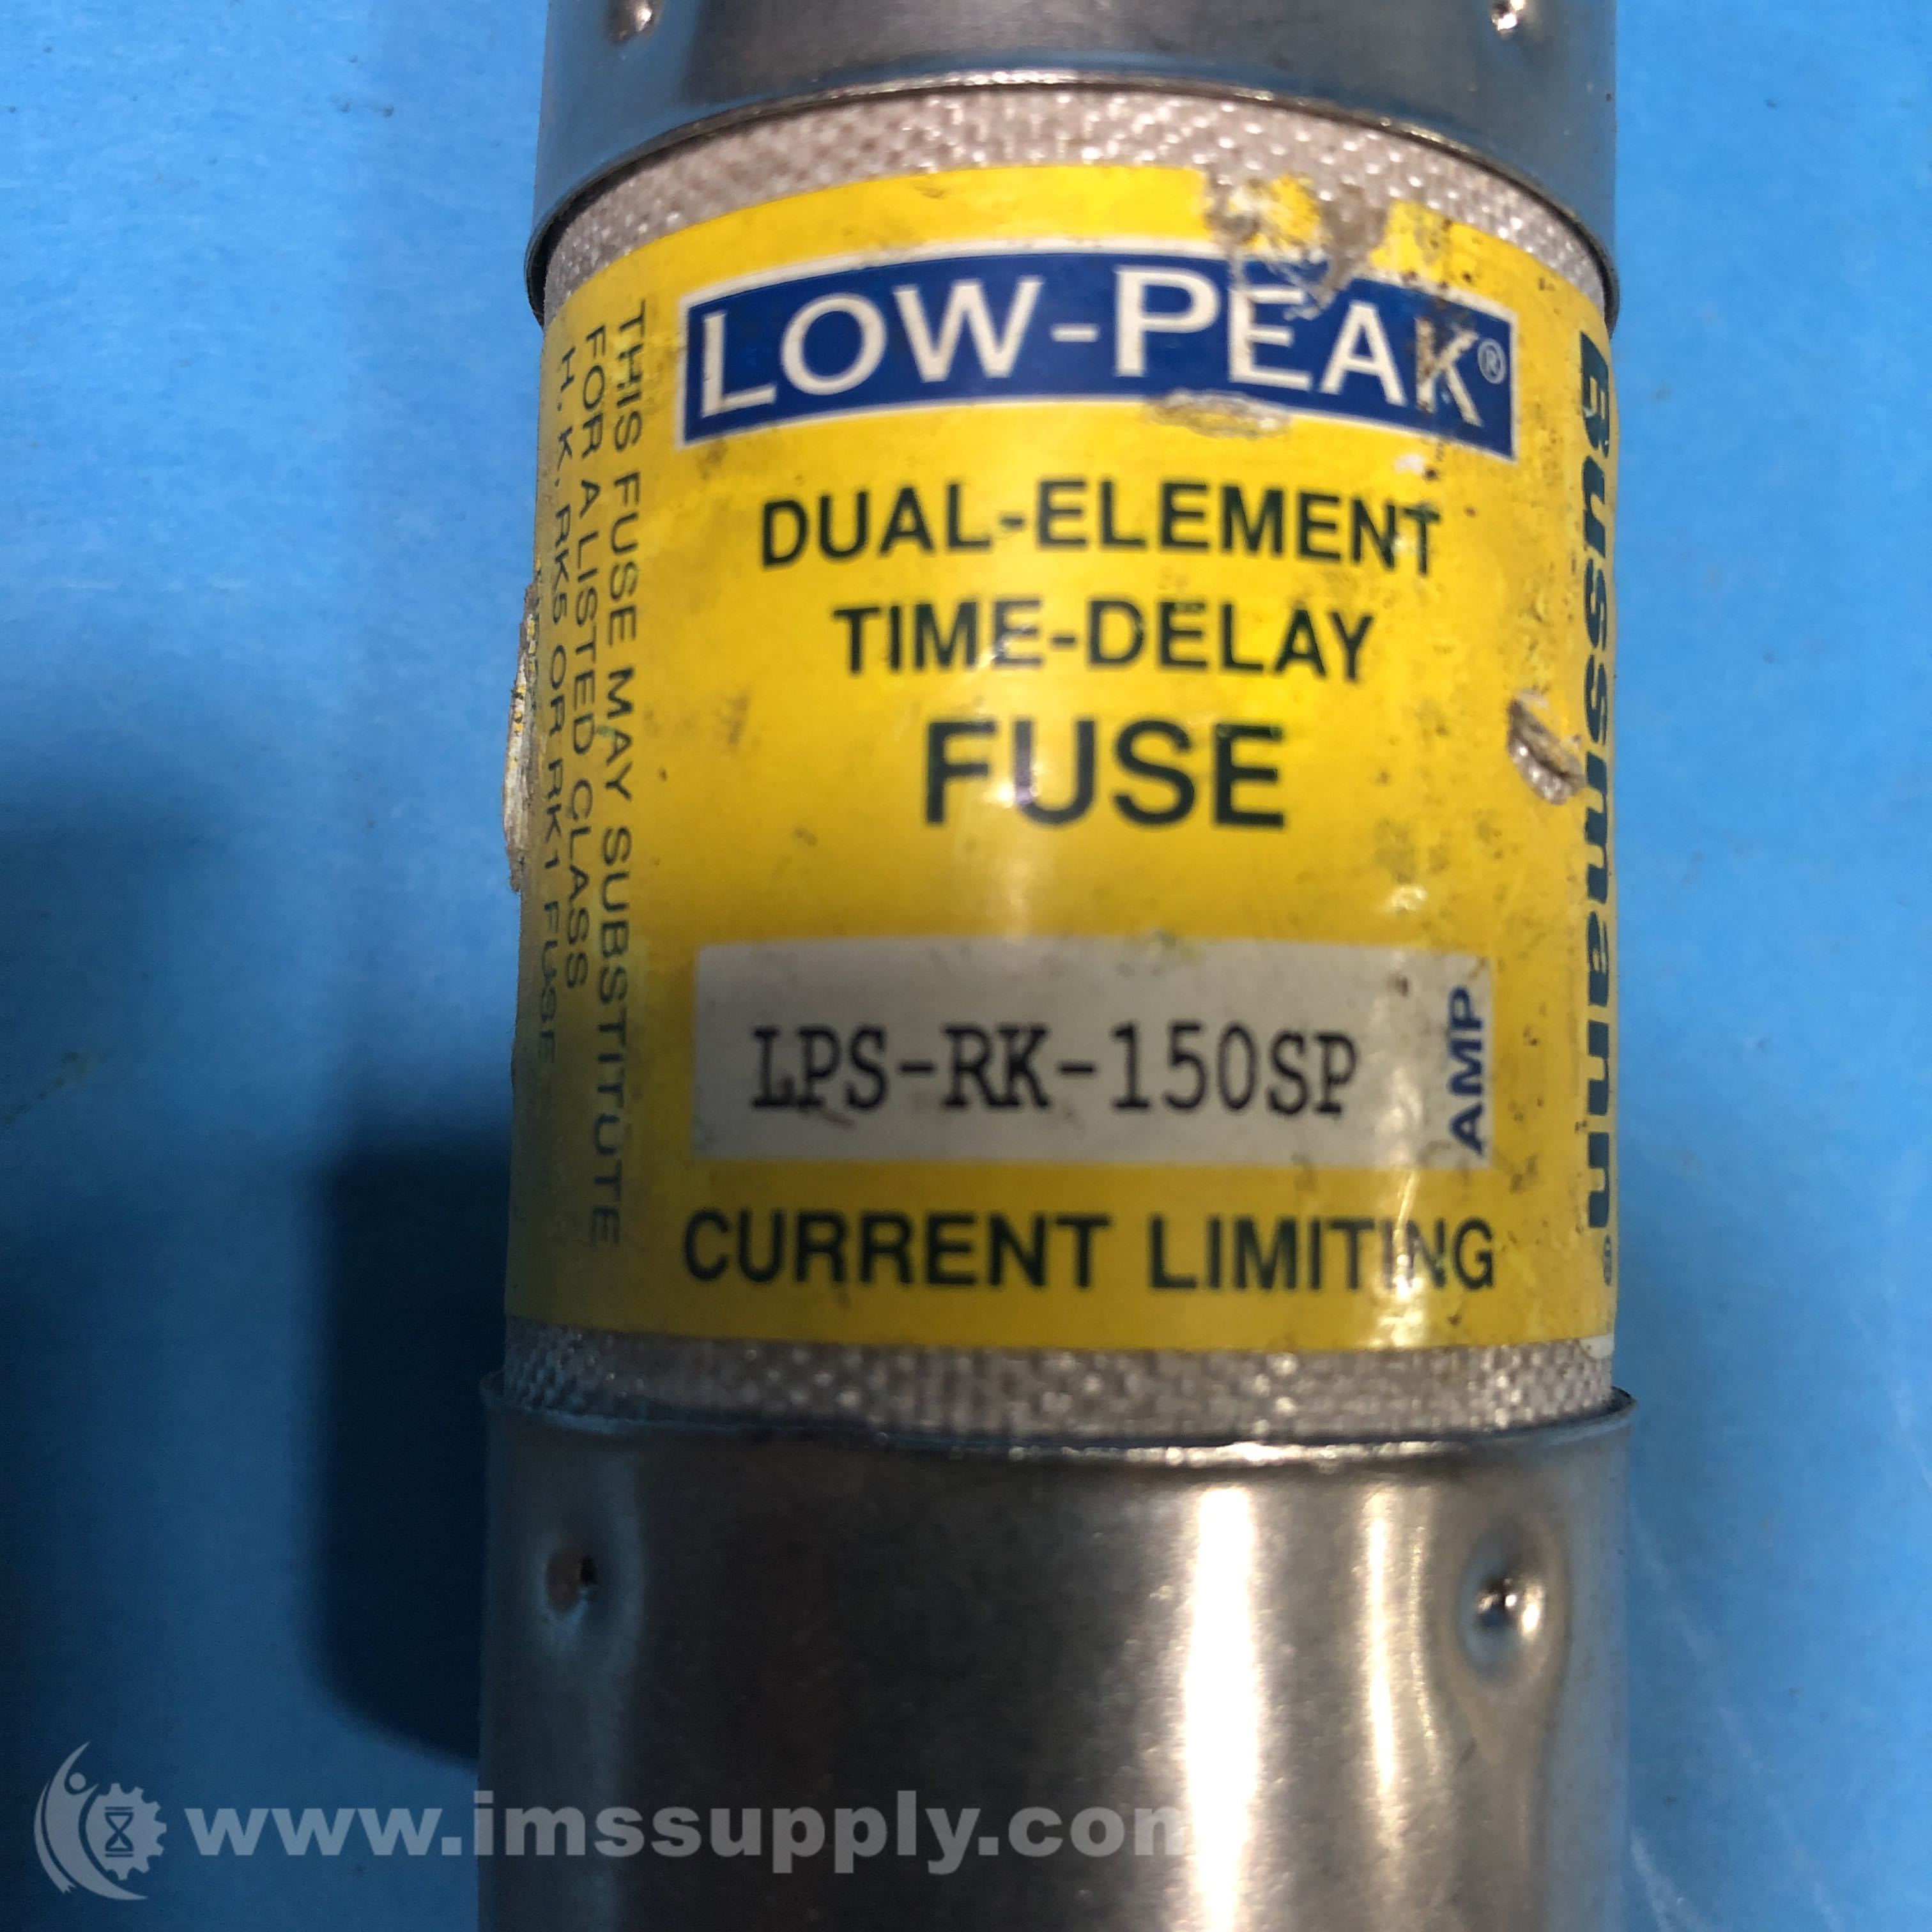 LOW-PEAK®
DUAL-ELEMENT
TIME-DELAY
FUSE
LPS-RK-150SP
AMP
CURRENT LIMITING
THIS FUSE MAY SUBSTITUTE
FOR A LISTED CLASS
H, K, RK5 OR RK1 FUSE
Bussmann®
www.imssupply.com